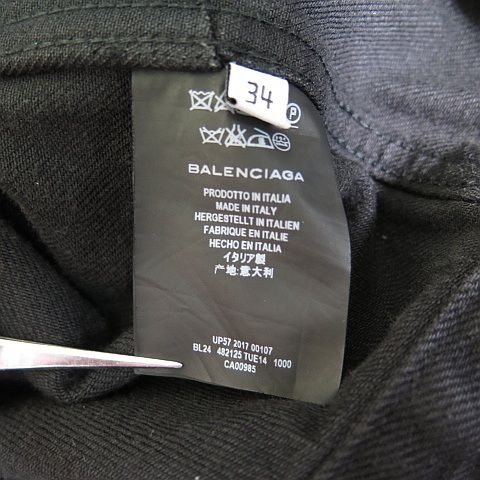 34
P
BALENCIAGA
PRODOTTO IN ITALIA
MADE IN ITALY
HERGESTELLT IN ITALIEN
FABRIQUE EN ITALIE
HECHO EN ITALIA
イタリア製
产地:意大利
UP57 2017 00107
BL24 482125 TUE14 1000
CA00985